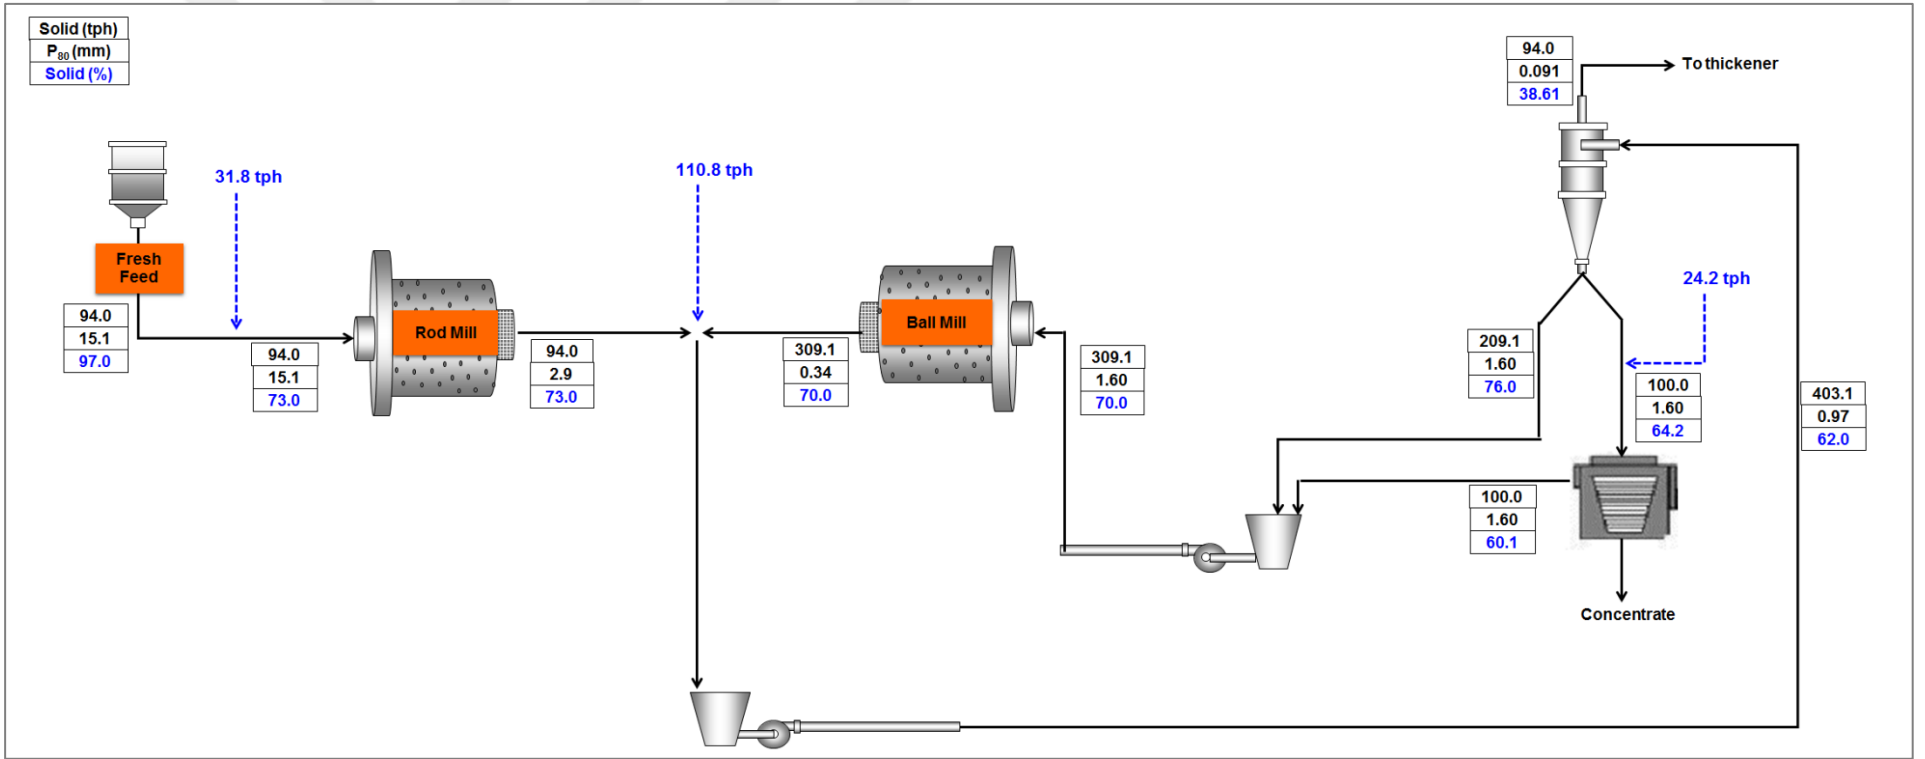 Solid (tph)
P80 (mm)
Solid (%)
94.0
0.091
38.61
To thickener
31.8 tph
110.8 tph
Fresh
Feed
94.0
15.1
97.0
94.0
15.1
73.0
Rod Mill
94.0
2.9
73.0
309.1
0.34
70.0
Ball Mill
309.1
1.60
70.0
209.1
1.60
76.0
24.2 tph
100.0
1.60
64.2
403.1
0.97
62.0
100.0
1.60
60.1
Concentrate